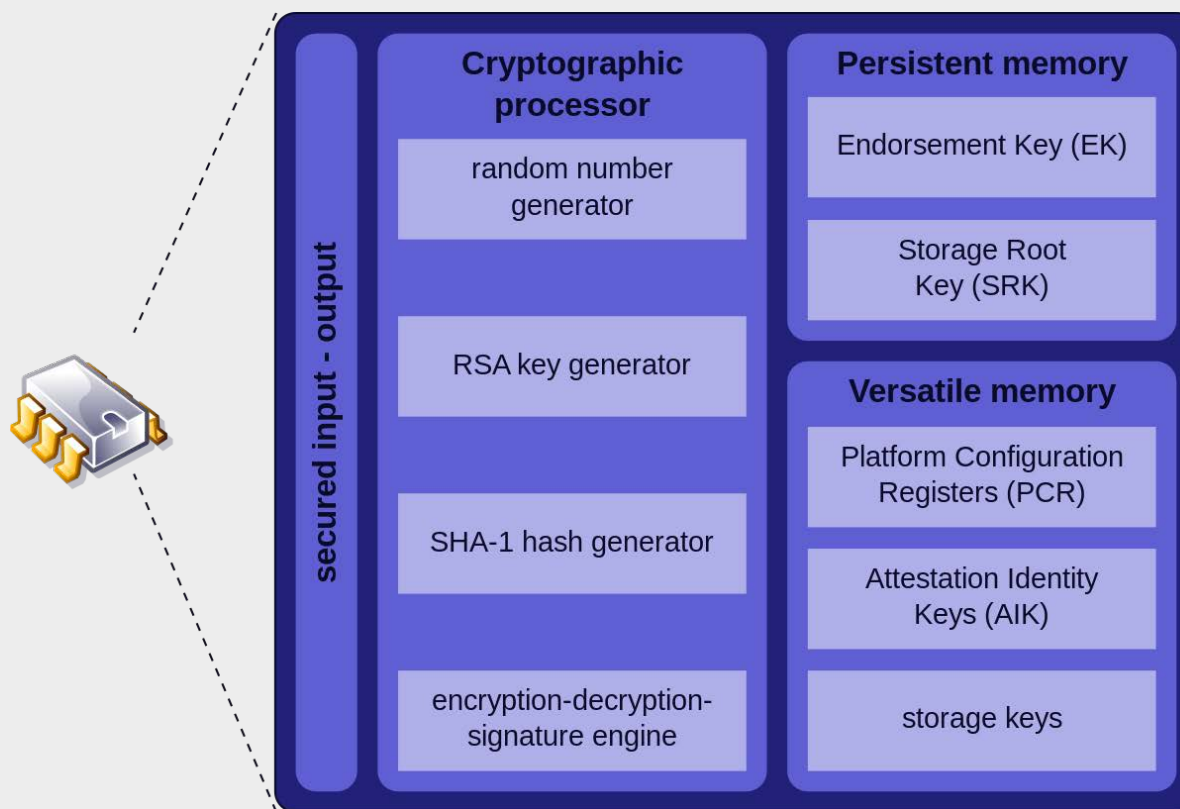 secured input - output
Cryptographic
processor
random number
generator
RSA key generator
SHA-1 hash generator
encryption-decryption-
signature engine
Persistent memory
Endorsement Key (EK)
Storage Root
Key (SRK)
Versatile memory
Platform Configuration
Registers (PCR)
Attestation Identity
Keys (AIK)
storage keys